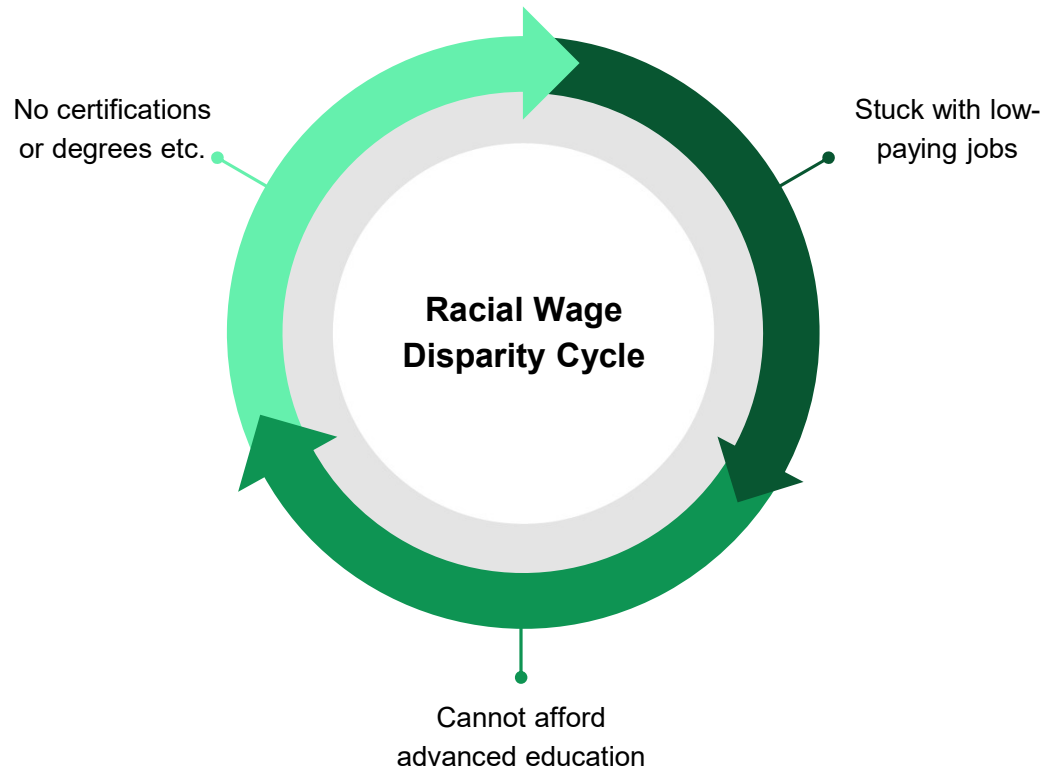 No certifications
or degrees etc.
Stuck with low-
paying jobs
Racial Wage
Disparity Cycle
Cannot afford
advanced education